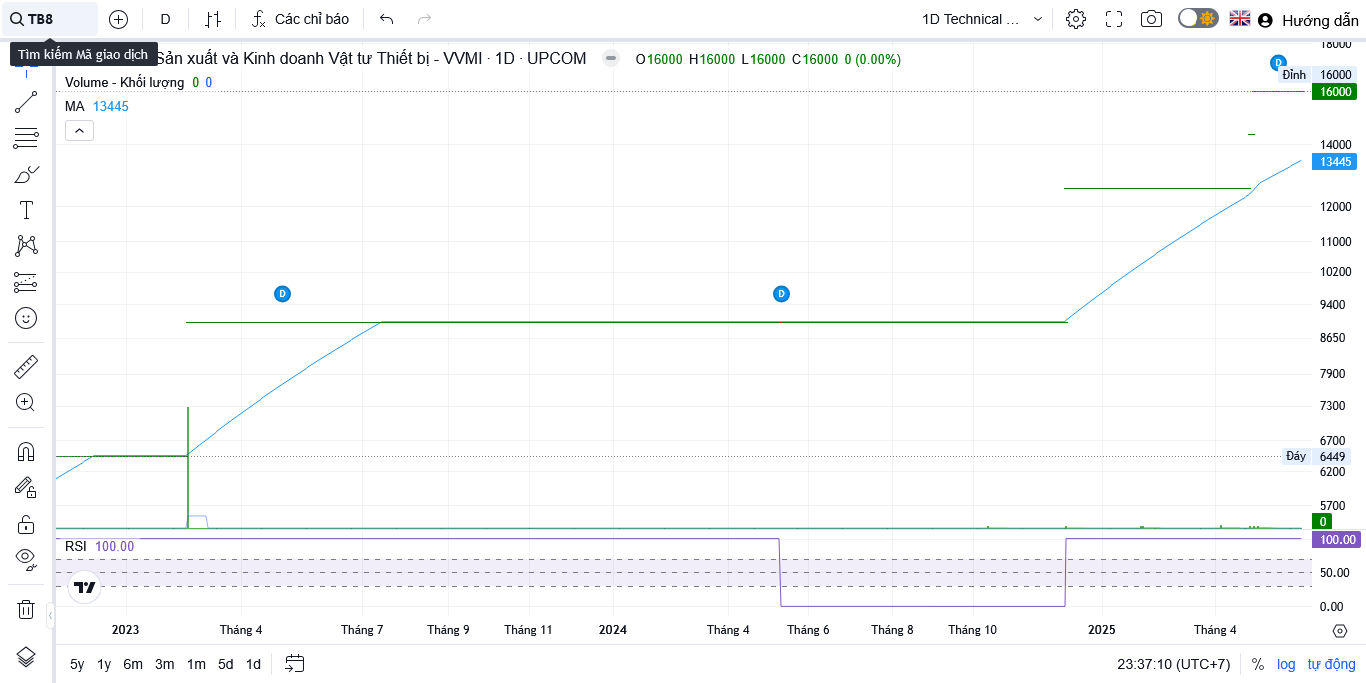 TB8
D
Các chỉ báo
1D Technical ...
Hướng dẫn
Tìm kiếm Mã giao dịch
Sản xuất và Kinh doanh Vật tư Thiết bị - VVMI · 1D · UPCOM
O16000 H16000 L16000 C16000 0 (0.00%)
Volume - Khối lượng 0 0
MA 13445
18000
D
Đỉnh 16000
16000
14000
13445
12000
11000
10200
9400
D
D
8650
7900
7300
6700
Đáy 6449
6200
5700
0
RSI 100.00
100.00
50.00
0.00
2023 Tháng 4 Tháng 7 Tháng 9 Tháng 11 2024 Tháng 4 Tháng 6 Tháng 8 Tháng 10 2025 Tháng 4
5y 1y 6m 3m 1m 5d 1d
23:37:10 (UTC+7) % log tự động